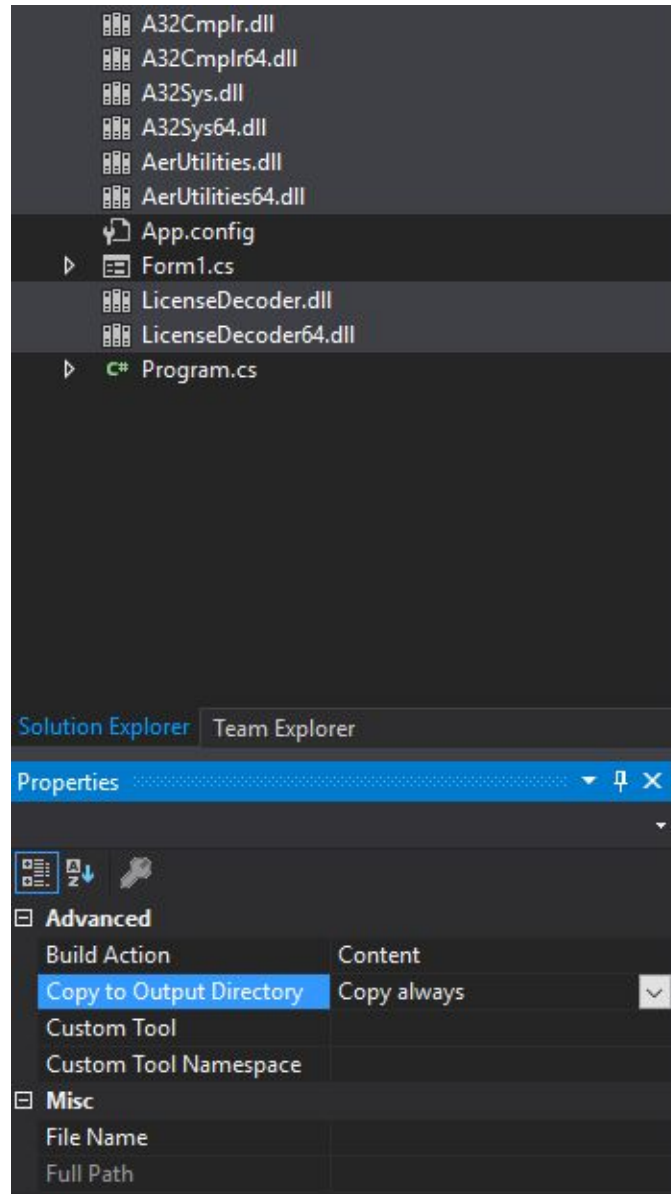 A32Cmplr.dll
A32Cmplr64.dll
A32Sys.dll
A32Sys64.dll
AerUtilities.dll
AerUtilities64.dll
App.config
Form1.cs
LicenseDecoder.dll
LicenseDecoder64.dll
C# Program.cs
Solution Explorer Team Explorer
Properties
Advanced
Build Action Content
Copy to Output Directory Copy always
Custom Tool
Custom Tool Namespace
Misc
File Name
Full Path